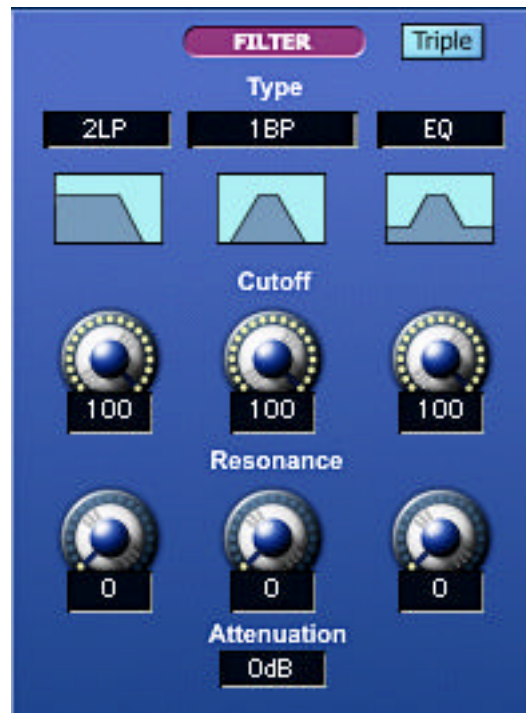 FILTER Triple
Type
2LP 1BP EQ
Cutoff
100 100 100
Resonance
0 0 0
Attenuation
0dB